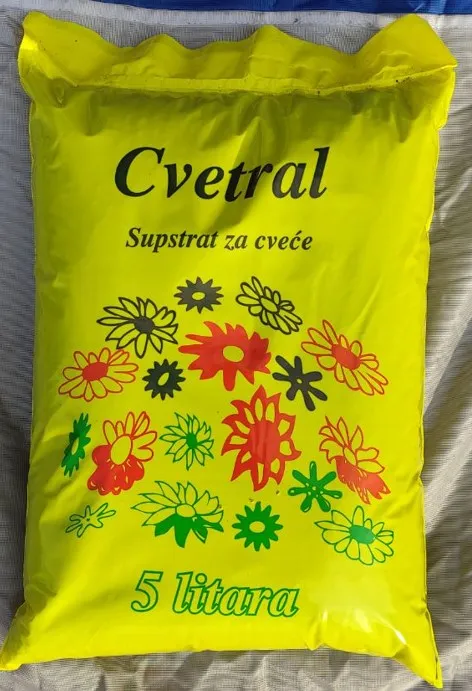 Cvetral
Supstrat za cveće
5 litara